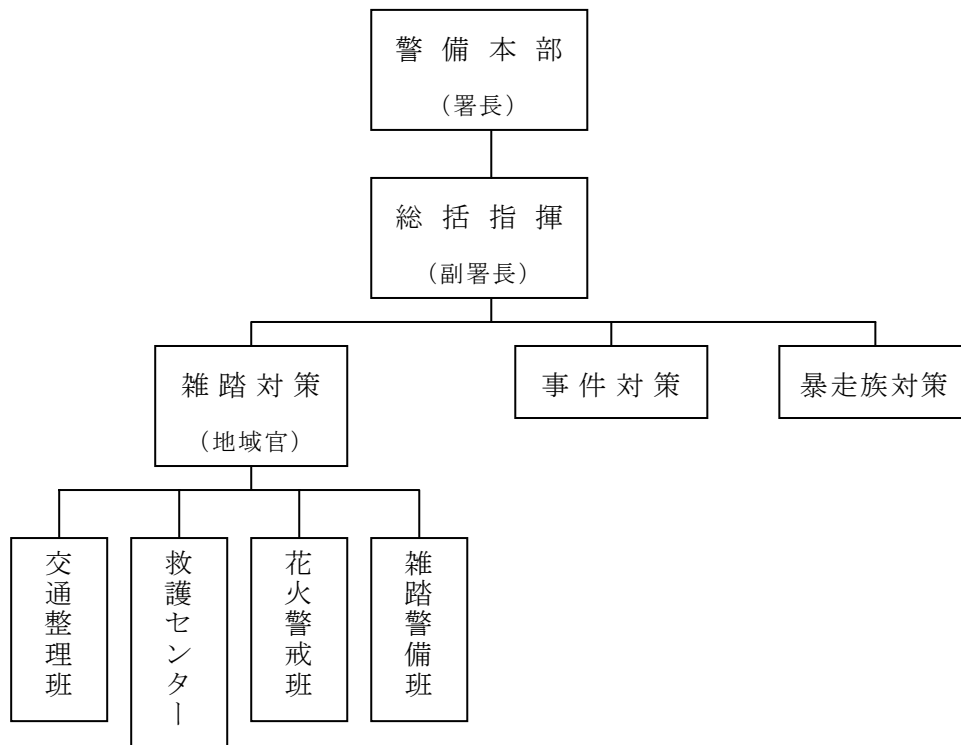 警備本部
（署長）
総括指揮
（副署長）
雑踏対策
（地域官）
事件対策
暴走族対策
交通整理班
救護センター
花火警戒班
雑踏警備班